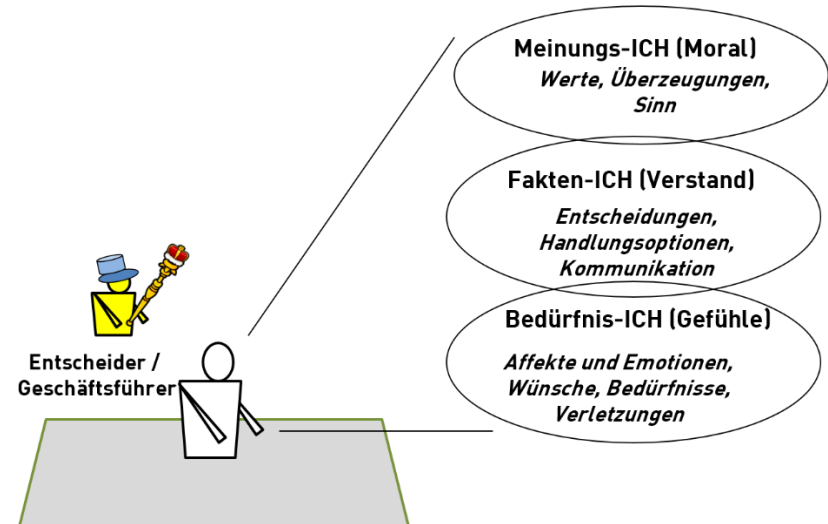 Meinungs-ICH (Moral)
Werte, Überzeugungen,
Sinn
Fakten-ICH (Verstand)
Entscheidungen,
Handlungsoptionen,
Kommunikation
Bedürfnis-ICH (Gefühle)
Affekte und Emotionen,
Wünsche, Bedürfnisse,
Verletzungen
Entscheider /
Geschäftsführer